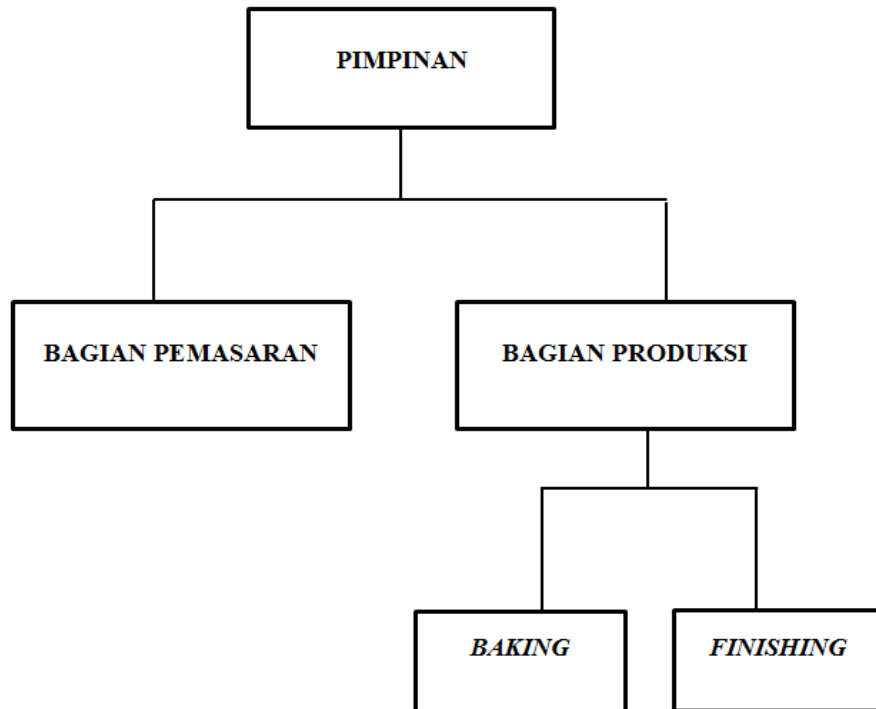 PIMPINAN
BAGIAN PEMASARAN
BAGIAN PRODUKSI
BAKING
FINISHING